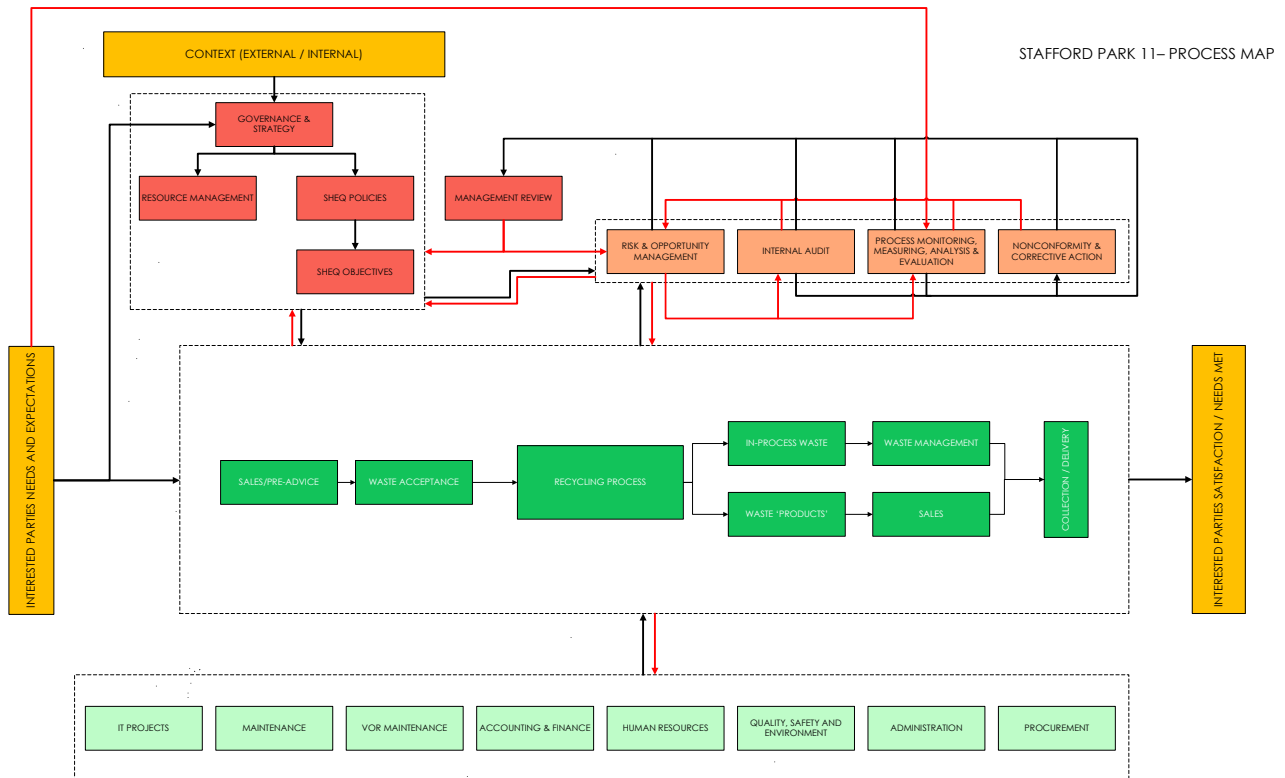 CONTEXT (EXTERNAL / INTERNAL)
STAFFORD PARK 11– PROCESS MAP
GOVERNANCE &
STRATEGY
RESOURCE MANAGEMENT
SHEQ POLICIES
MANAGEMENT REVIEW
SHEQ OBJECTIVES
RISK & OPPORTUNITY
MANAGEMENT
INTERNAL AUDIT
PROCESS MONITORING,
MEASURING, ANALYSIS &
EVALUATION
NONCONFORMITY &
CORRECTIVE ACTION
INTERESTED PARTIES NEEDS AND EXPECTATIONS
SALES/PRE-ADVICE
WASTE ACCEPTANCE
RECYCLING PROCESS
IN-PROCESS WASTE
WASTE MANAGEMENT
WASTE ‘PRODUCTS’
SALES
COLLECTION / DELIVERY
INTERESTED PARTIES SATISFACTION / NEEDS MET
IT PROJECTS
MAINTENANCE
VOR MAINTENANCE
ACCOUNTING & FINANCE
HUMAN RESOURCES
QUALITY, SAFETY AND
ENVIRONMENT
ADMINISTRATION
PROCUREMENT